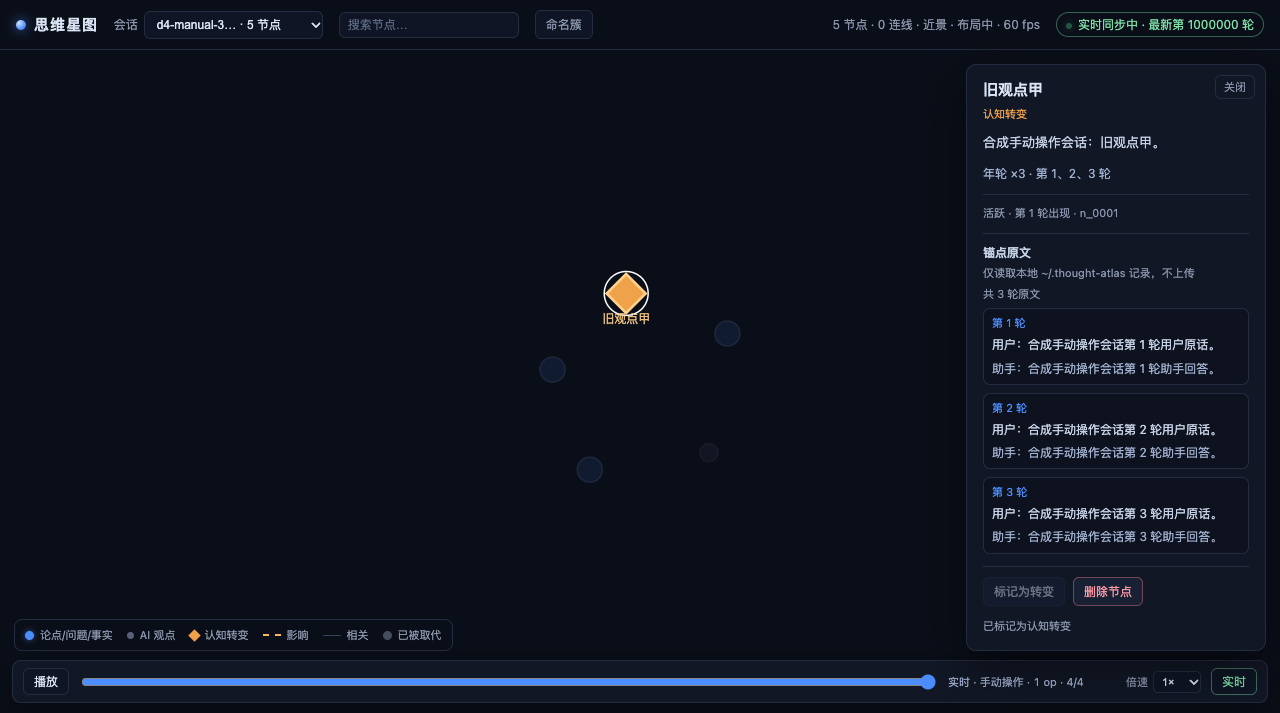 思维星图 会话 d4-manual-3… · 5 节点 搜索节点… 命名簇 5 节点 · 0 连线 · 近景 · 布局中 · 60 fps 实时同步中 · 最新第 1000000 轮
旧观点甲 关闭
认知转变
合成手动操作会话：旧观点甲。
年轮 ×3 · 第 1、2、3 轮
活跃 · 第 1 轮出现 · n_0001
锚点原文
仅读取本地 ~/.thought-atlas 记录，不上传
共 3 轮原文
第 1 轮
用户：合成手动操作会话第 1 轮用户原话。
助手：合成手动操作会话第 1 轮助手回答。
第 2 轮
用户：合成手动操作会话第 2 轮用户原话。
助手：合成手动操作会话第 2 轮助手回答。
第 3 轮
用户：合成手动操作会话第 3 轮用户原话。
助手：合成手动操作会话第 3 轮助手回答。
标记为转变 删除节点
已标记为认知转变
旧观点甲
论点/问题/事实 AI 观点 认知转变 影响 相关 已被取代
播放 实时 · 手动操作 · 1 op · 4/4 倍速 1× 实时